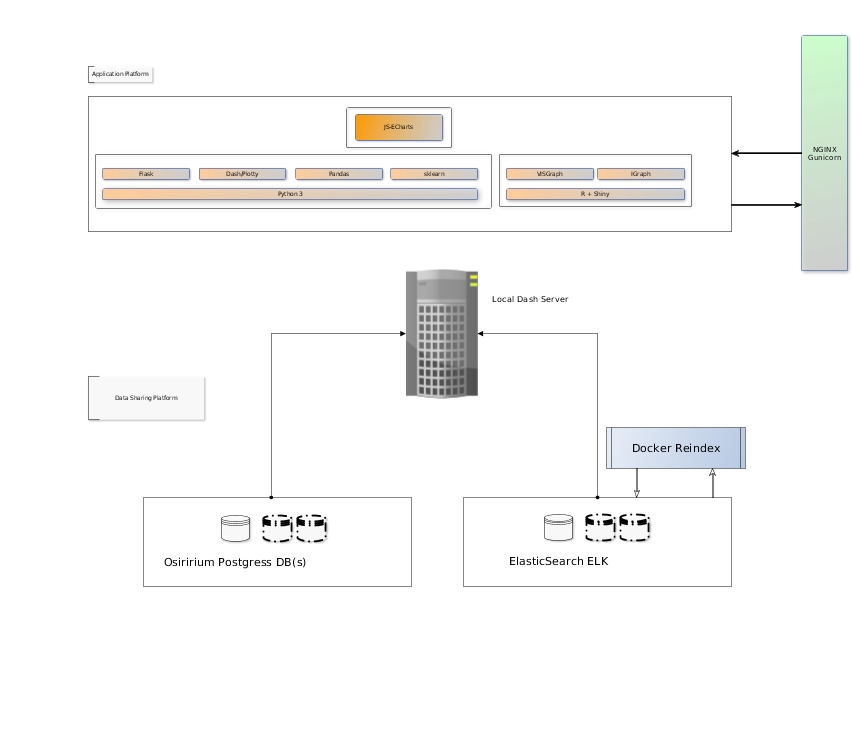 Application Platform
JS-ECharts
NGINX
Gunicorn
Flask
Dash/Plotty
Pandas
sklearn
VISGraph
IGraph
Python 3
R + Shiny
Local Dash Server
Data Sharing Platform
Docker Reindex
Osiririum Postgress DB(s)
ElasticSearch ELK